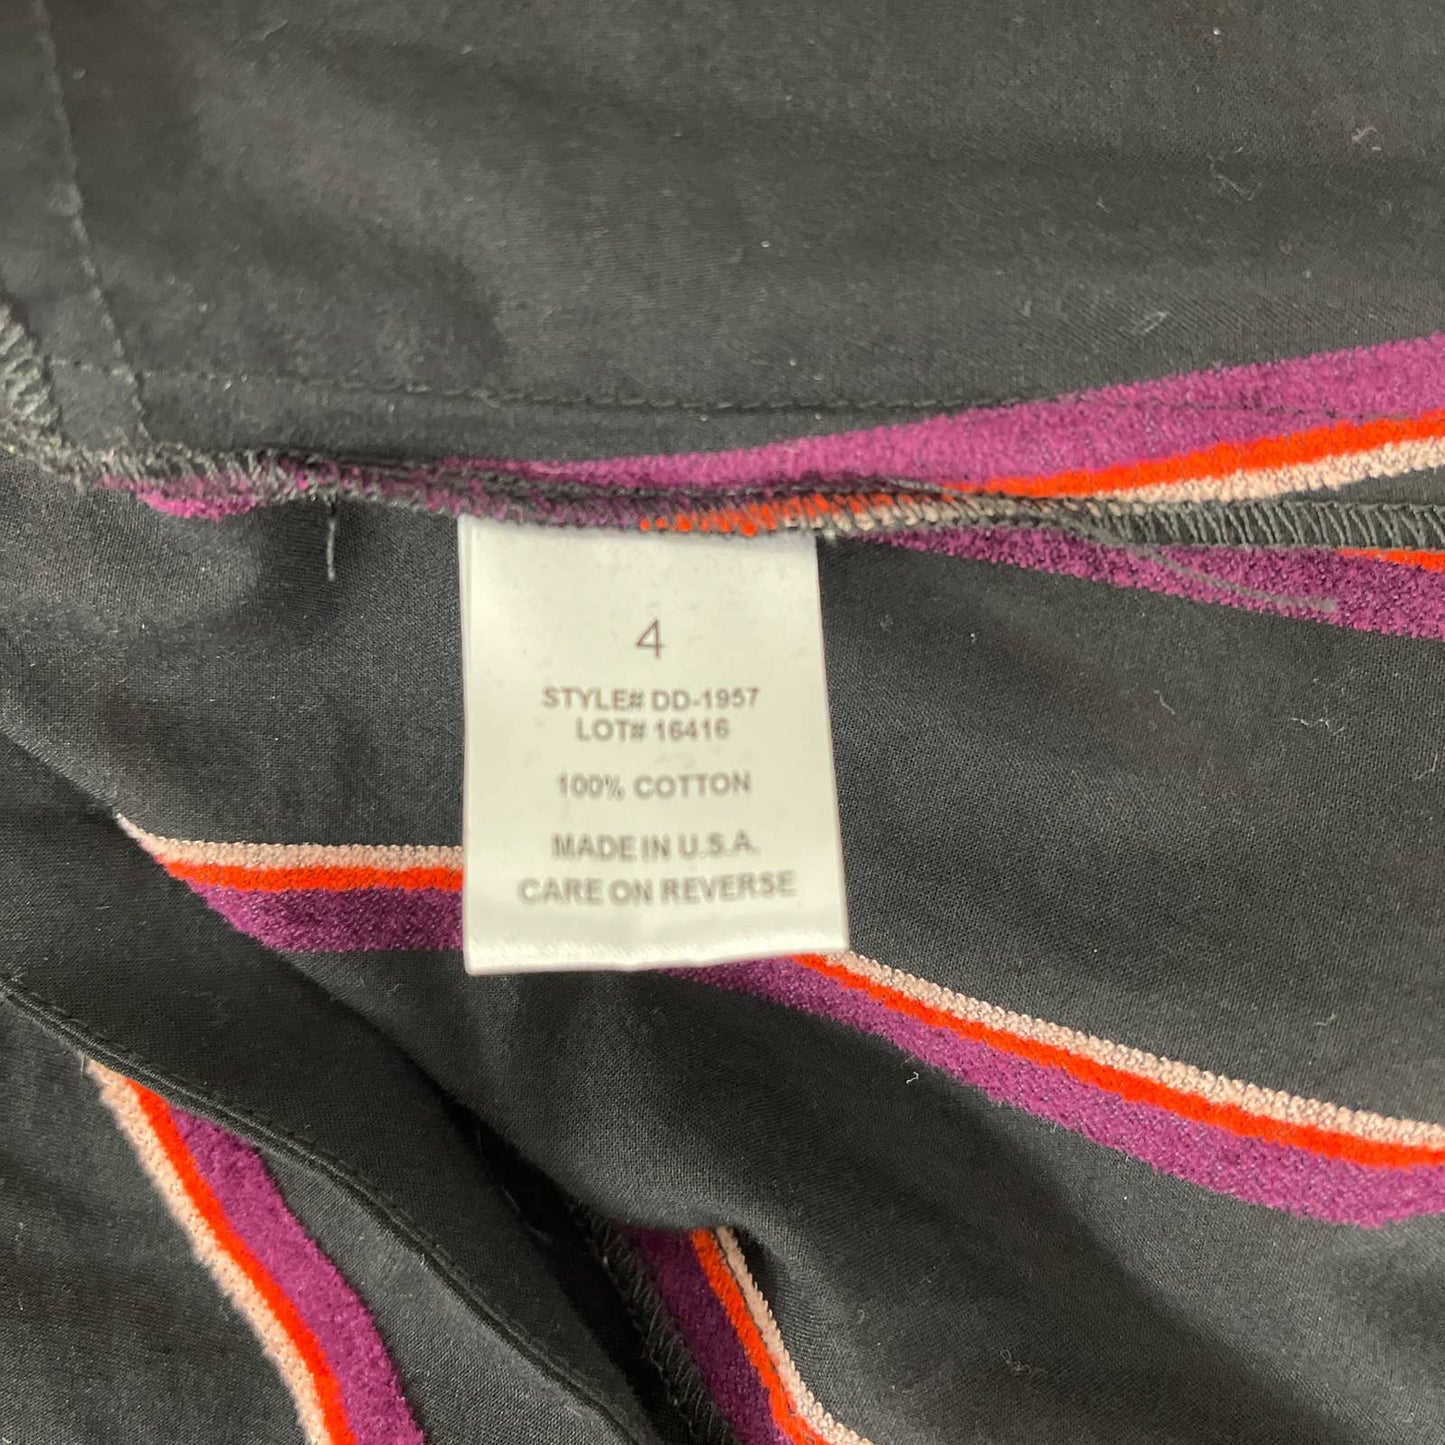 4
STYLE# DD-1957
LOT# 16416
100% COTTON
MADE IN U.S.A.
CARE ON REVERSE